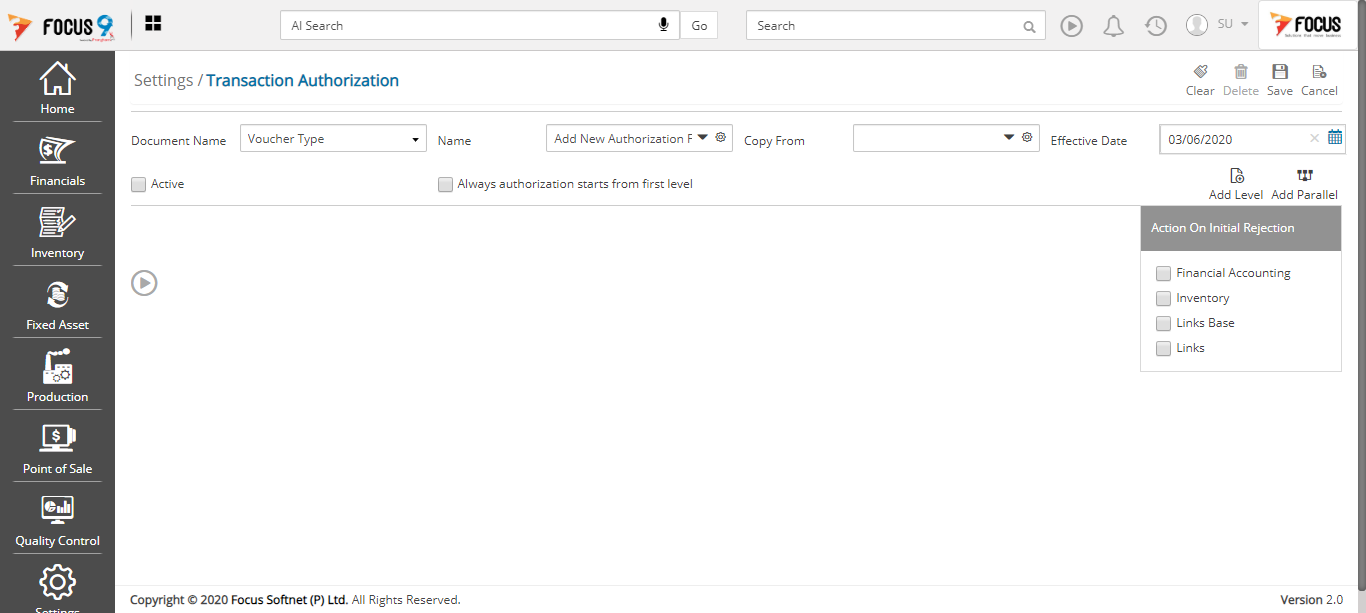 FOCUS 9
AI Search
Go
Search
SU
FOCUS
Home
Financials
Inventory
Fixed Asset
Production
Point of Sale
Quality Control
Settings
Settings / Transaction Authorization
Clear
Delete
Save
Cancel
Document Name
Voucher Type
Name
Add New Authorization F
Copy From
Effective Date
03/06/2020
Active
Always authorization starts from first level
Add Level
Add Parallel
Action On Initial Rejection
Financial Accounting
Inventory
Links Base
Links
Copyright © 2020 Focus Softnet (P) Ltd. All Rights Reserved.
Version 2.0